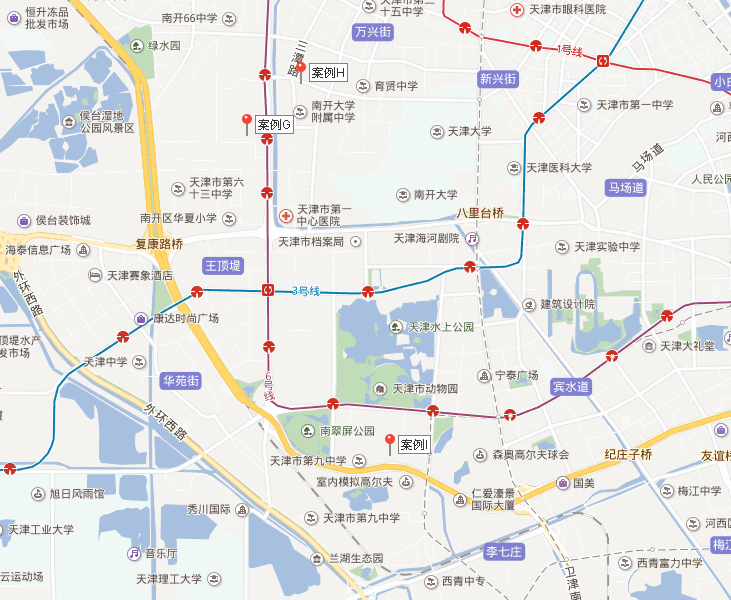 恒升冻品
批发市场
南开66中学
天津市第二
十五中学
天津市眼科医院
万兴街
绿水园
三潭路
案例H
1号线
新兴街
育贤中学
南开大学
附属中学
天津市第一中学
侯台湿地
公园风景区
案例G
天津大学
马场道
天津医科大学
天津市第六
十三中学
南开大学
马场道
人民公园
侯台装饰城
南开区华夏小学
天津市第一
中心医院
八里台桥
海泰信息广场
复康路桥
天津市档案局
天津海河剧院
天津实验中学
王顶堤
天津赛象酒店
外环西路
3号线
建筑设计院
康达时尚广场
天津水上公园
顶堤水产
发市场
天津中学
天津大礼堂
华苑街
6号线
天津市动物园
宁泰广场
宾水道
外环西路
南翠屏公园
案例I
天津市第九中学
森奥高尔夫球会
纪庄子桥
友谊
室内模拟高尔夫
国美
旭日风雨馆
仁爱濠景
国际大厦
梅江中学
秀川国际
天津市第九中学
天津工业大学
河西
音乐厅
兰湖生态园
李七庄
梅江
云运动场
天津理工大学
西青中专
卫津南
西青富力中学